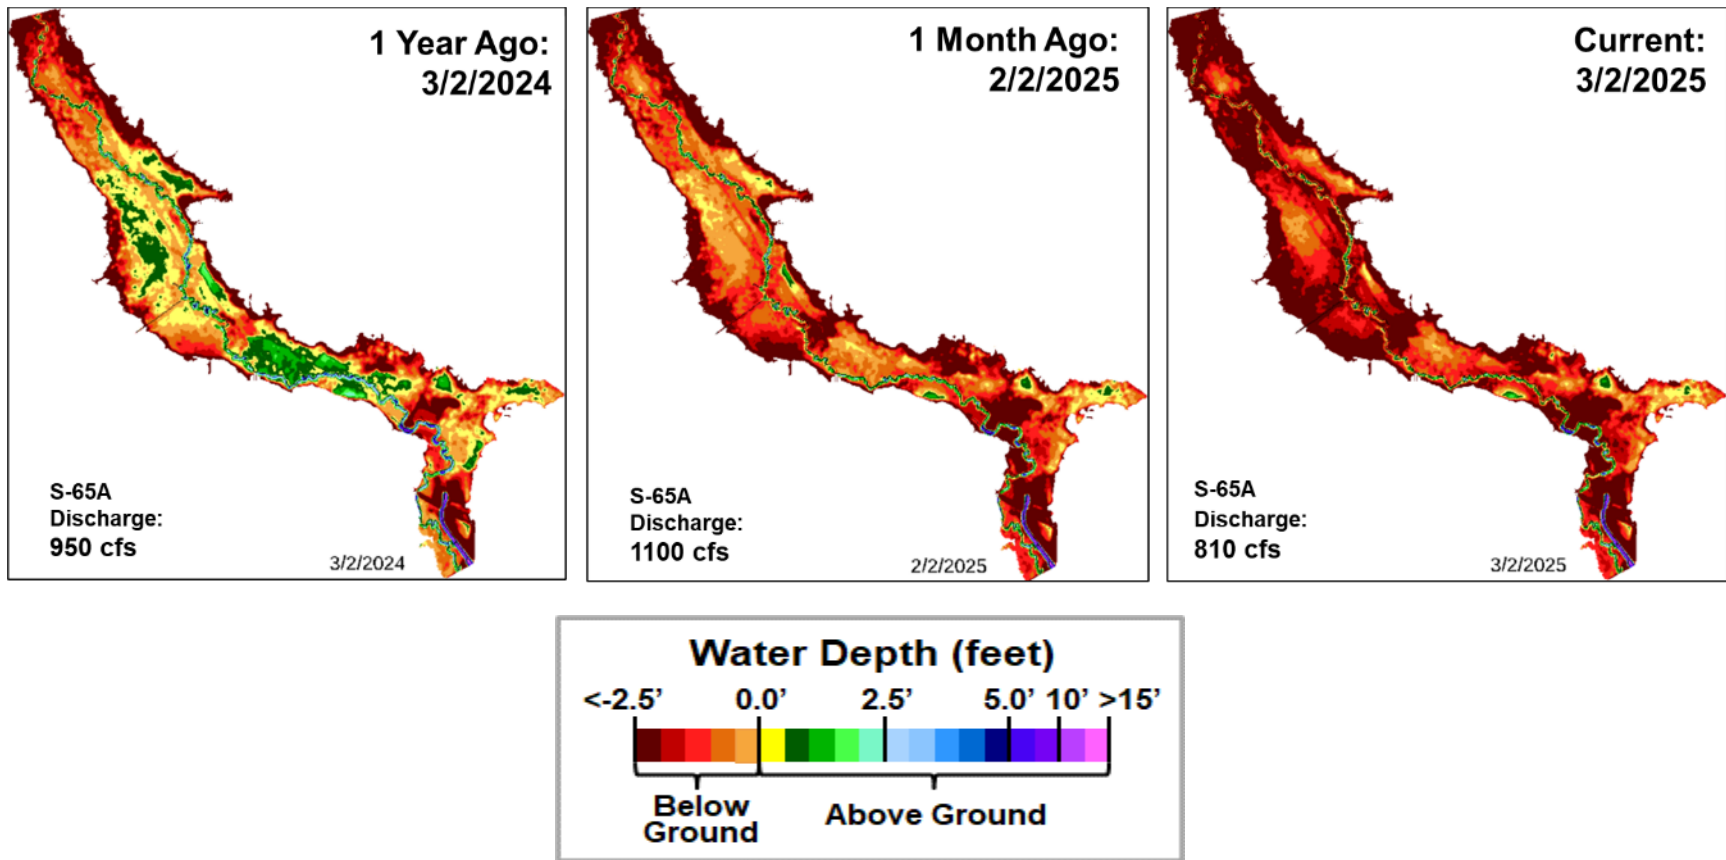 1 Year Ago:
3/2/2024
S-65A
Discharge:
950 cfs
3/2/2024
1 Month Ago:
2/2/2025
S-65A
Discharge:
1100 cfs
2/2/2025
Current:
3/2/2025
S-65A
Discharge:
810 cfs
3/2/2025
Water Depth (feet)
<-2.5’ 0.0’ 2.5’ 5.0’ 10’ >15’
Below
Ground
Above Ground